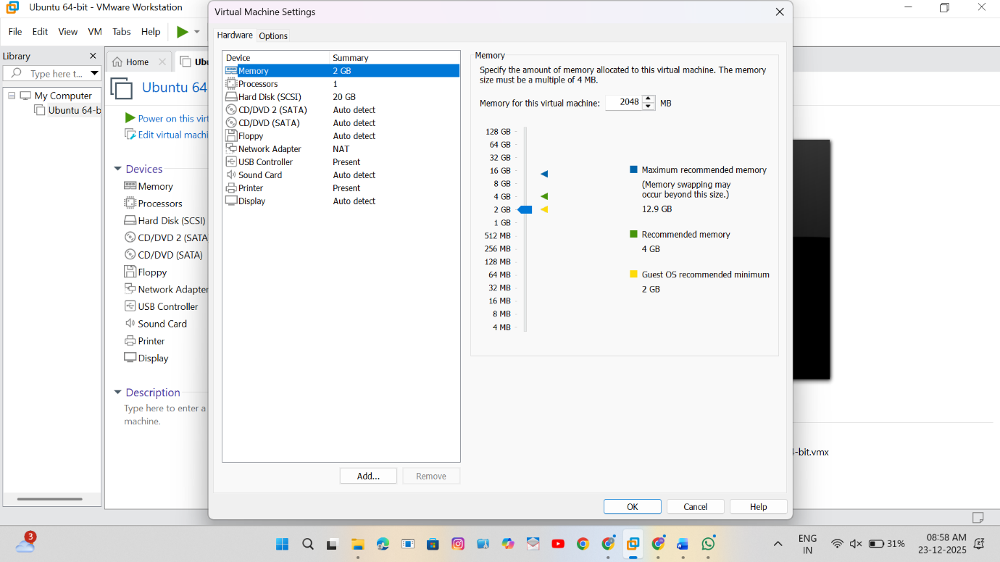 Ubuntu 64-bit - VMware Workstation
File Edit View VM Tabs Help
Library
Type here t...
My Computer
Ubuntu 64-b
Home
Ubu
Ubuntu 64
Power on this virt
Edit virtual machi
Devices
Memory
Processors
Hard Disk (SCSI)
CD/DVD 2 (SATA
CD/DVD (SATA)
Floppy
Network Adapter
USB Controller
Sound Card
Printer
Display
Description
Type here to enter a
machine.
Virtual Machine Settings
Hardware Options
Device Summary
Memory 2 GB
Processors 1
Hard Disk (SCSI) 20 GB
CD/DVD 2 (SATA) Auto detect
CD/DVD (SATA) Auto detect
Floppy Auto detect
Network Adapter NAT
USB Controller Present
Sound Card Auto detect
Printer Present
Display Auto detect
Add... Remove
Memory
Specify the amount of memory allocated to this virtual machine. The memory
size must be a multiple of 4 MB.
Memory for this virtual machine: 2048 MB
128 GB
64 GB
32 GB
16 GB
8 GB
4 GB
2 GB
1 GB
512 MB
256 MB
128 MB
64 MB
32 MB
16 MB
8 MB
4 MB
Maximum recommended memory
(Memory swapping may
occur beyond this size.)
12.9 GB
Recommended memory
4 GB
Guest OS recommended minimum
2 GB
OK Cancel Help
4-bit.vmx
3
ENG
IN
31%
08:58 AM
23-12-2025